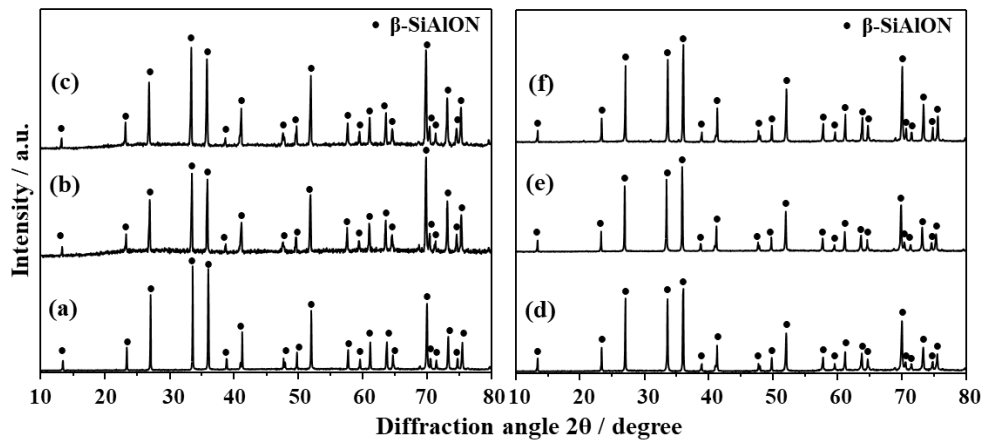 ● β-SiAlON
(c)
(b)
(a)
10 20 30 40 50 60 70 80
● β-SiAlON
(f)
(e)
(d)
10 20 30 40 50 60 70 80
Intensity / a.u.
Diffraction angle 2θ / degree